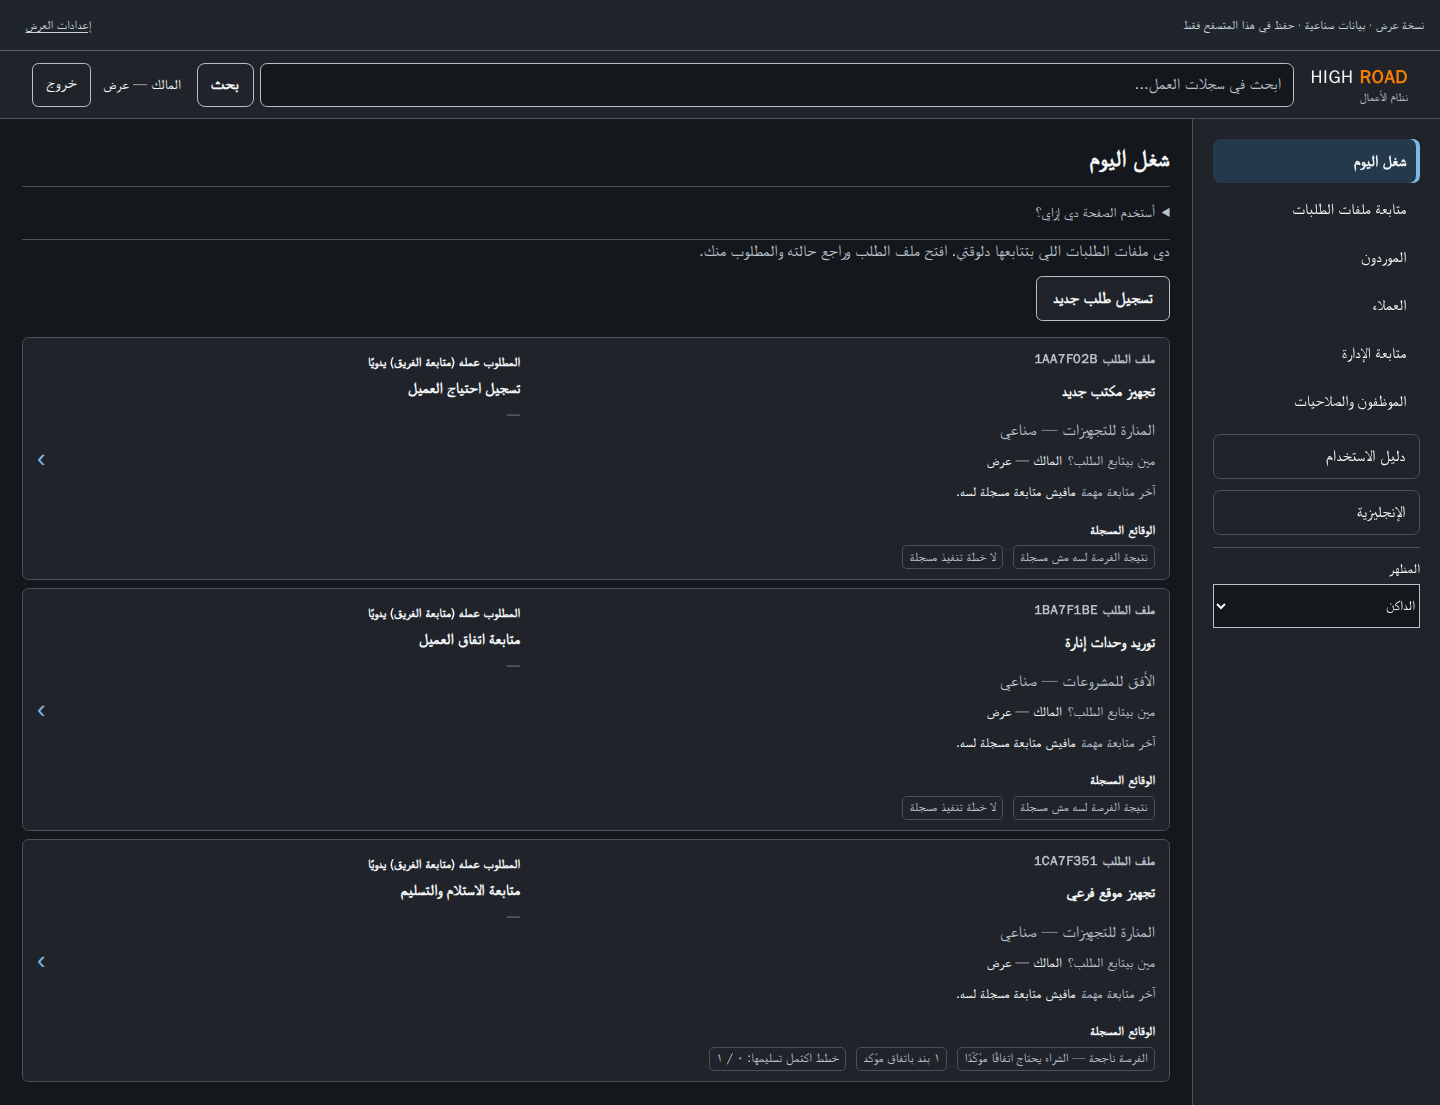 نسخة عرض · بيانات صناعية · حفظ في هذا المتصفح فقط
إعدادات العرض
HIGH ROAD
نظام الأعمال
ابحث في سجلات العمل...
بحث
المالك — عرض
خروج
شغل اليوم
متابعة ملفات الطلبات
الموردون
العملاء
متابعة الإدارة
الموظفون والصلاحيات
دليل الاستخدام
الإنجليزية
المظهر
الداكن
شغل اليوم
أستخدم الصفحة دي إزاي؟
دي ملفات الطلبات اللي بتتابعها دلوقتي. افتح ملف الطلب وراجع حالته والمطلوب منك.
تسجيل طلب جديد
ملف الطلب 1AA7F02B
تجهيز مكتب جديد
المنارة للتجهيزات — صناعي
مين بيتابع الطلب؟ المالك — عرض
آخر متابعة مهمة مافيش متابعة مسجلة لسه.
الوقائع المسجلة
نتيجة الفرصة لسه مش مسجلة
لا خطة تنفيذ مسجلة
المطلوب عمله (متابعة الفريق) يدويًا
تسجيل احتياج العميل
—
ملف الطلب 1BA7F1BE
توريد وحدات إنارة
الأفق للمشروعات — صناعي
مين بيتابع الطلب؟ المالك — عرض
آخر متابعة مهمة مافيش متابعة مسجلة لسه.
الوقائع المسجلة
نتيجة الفرصة لسه مش مسجلة
لا خطة تنفيذ مسجلة
المطلوب عمله (متابعة الفريق) يدويًا
متابعة اتفاق العميل
—
ملف الطلب 1CA7F351
تجهيز موقع فرعي
المنارة للتجهيزات — صناعي
مين بيتابع الطلب؟ المالك — عرض
آخر متابعة مهمة مافيش متابعة مسجلة لسه.
الوقائع المسجلة
الفرصة ناجحة — الشراء يحتاج اتفاقًا مؤكدًا
١ بند باتفاق مؤكد
خطط اكتمل تسليمها: ٠ / ١
المطلوب عمله (متابعة الفريق) يدويًا
متابعة الاستلام والتسليم
—